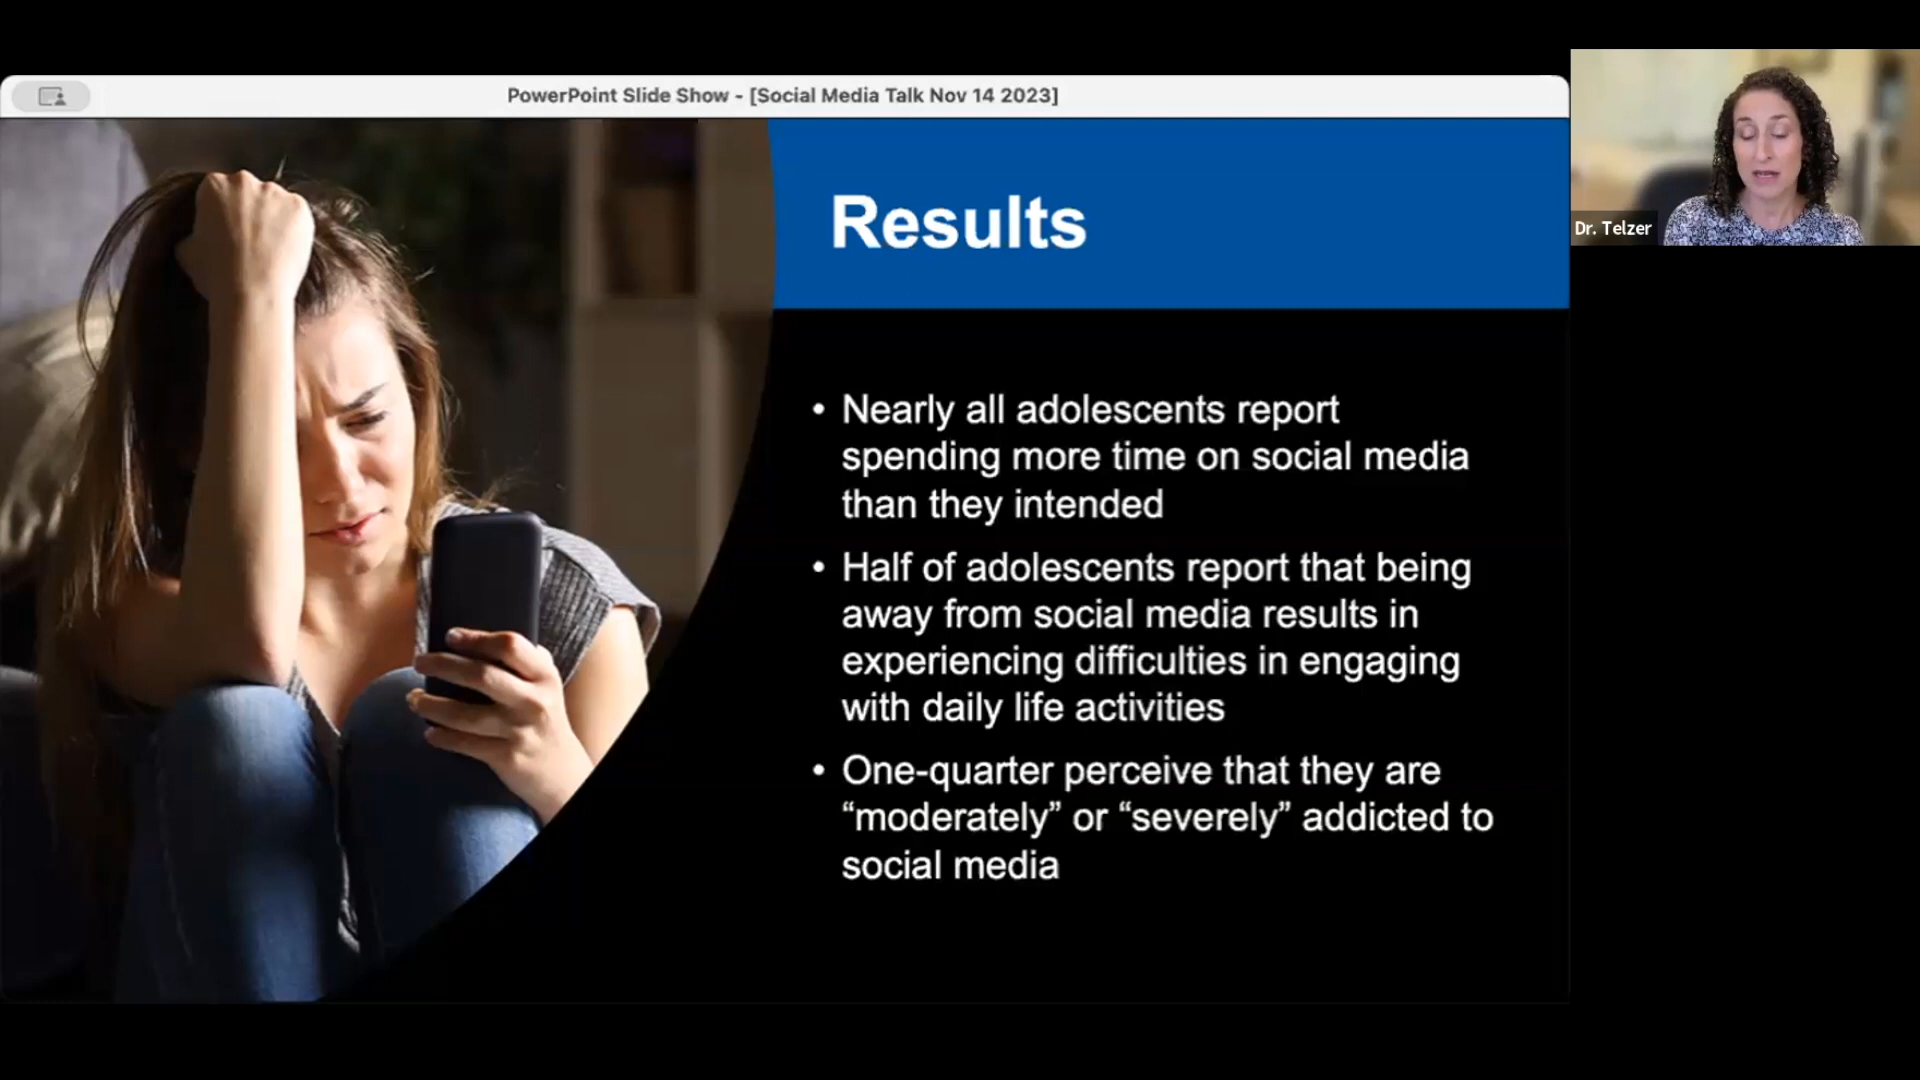 PowerPoint Slide Show - [Social Media Talk Nov 14 2023]
Dr. Telzer
Results
• Nearly all adolescents report
spending more time on social media
than they intended
• Half of adolescents report that being
away from social media results in
experiencing difficulties in engaging
with daily life activities
• One-quarter perceive that they are
“moderately” or “severely” addicted to
social media